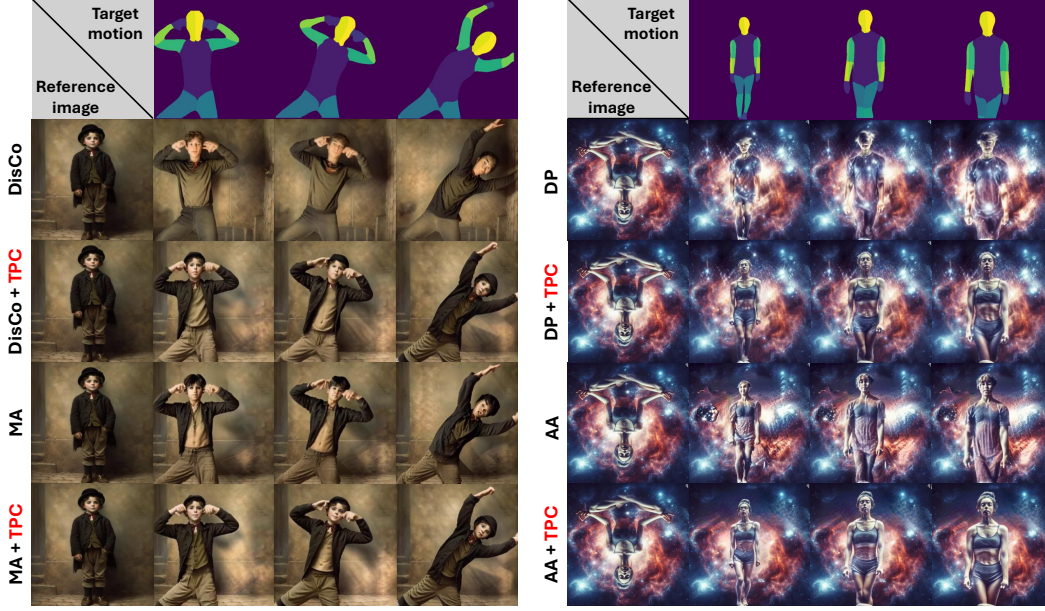 Target
motion
Reference
image
DisCo
DisCo + TPC
MA
MA + TPC
Target
motion
Reference
image
DP
DP + TPC
AA
AA + TPC